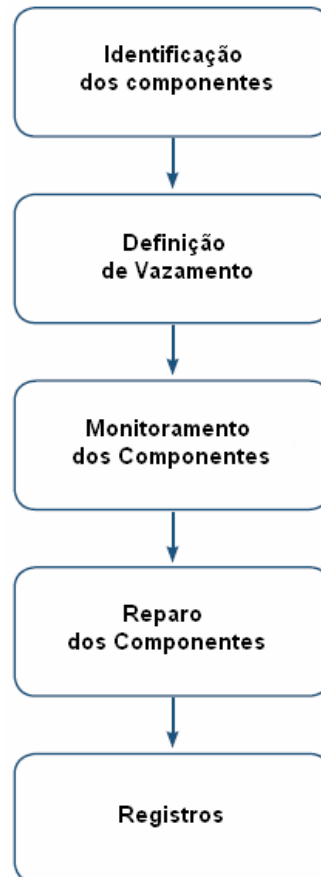 Identificação
dos componentes
Definição
de Vazamento
Monitoramento
dos Componentes
Reparo
dos Componentes
Registros